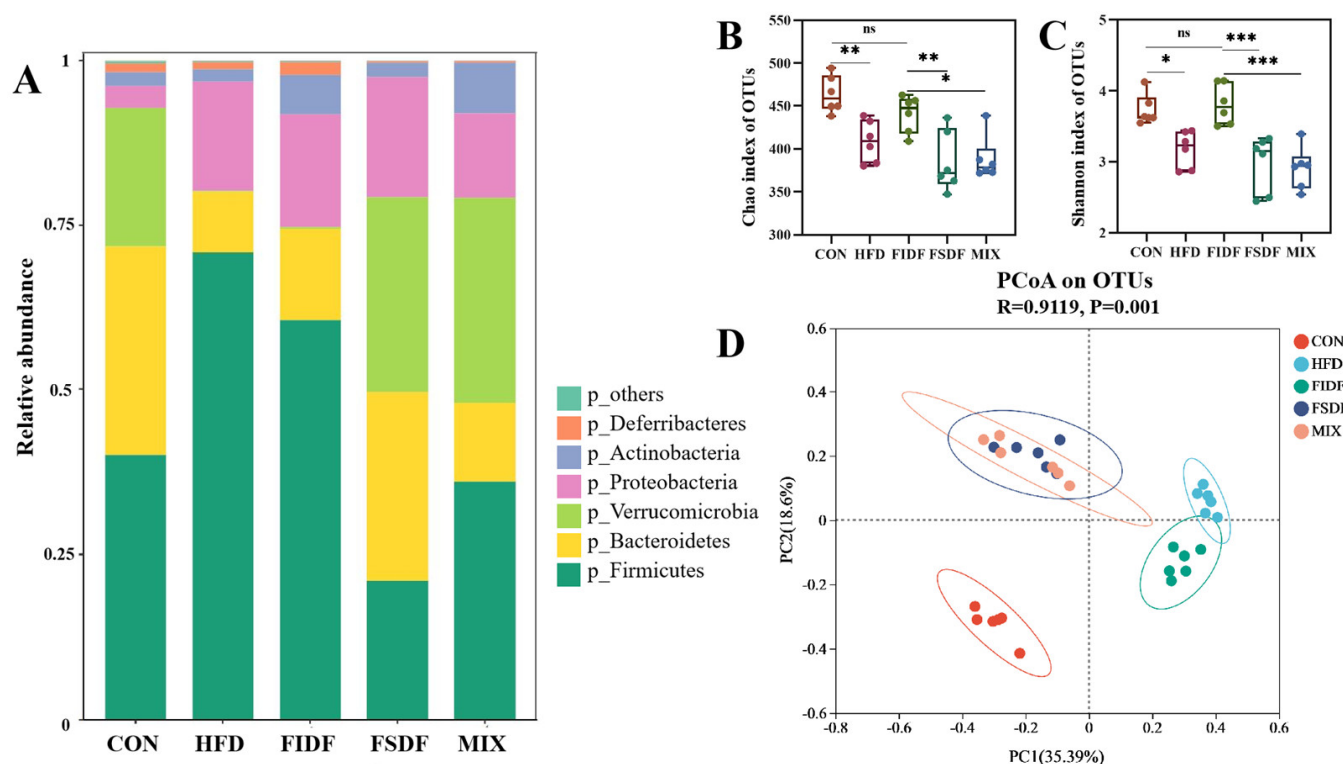 A
Relative abundance
1
0.75
0.5
0.25
0
CON HFD FIDF FSDF MIX
p_others
p_Deferribacteres
p_Actinobacteria
p_Proteobacteria
p_Verrucomicrobia
p_Bacteroidetes
p_Firmicutes
B
Chao index of OTUs
550
500
450
400
350
300
ns
**
**
*
CON HFD FIDF FSDF MIX
C
Shannon index of OTUs
5
4
3
2
ns
***
*
***
CON HFD FIDF FSDF MIX
PCoA on OTUs
R=0.9119, P=0.001
D
PC2(18.6%)
0.6
0.4
0.2
0
-0.2
-0.4
-0.6
-0.8 -0.6 -0.4 -0.2 0 0.2 0.4 0.6
PC1(35.39%)
CON
HFD
FIDF
FSDF
MIX